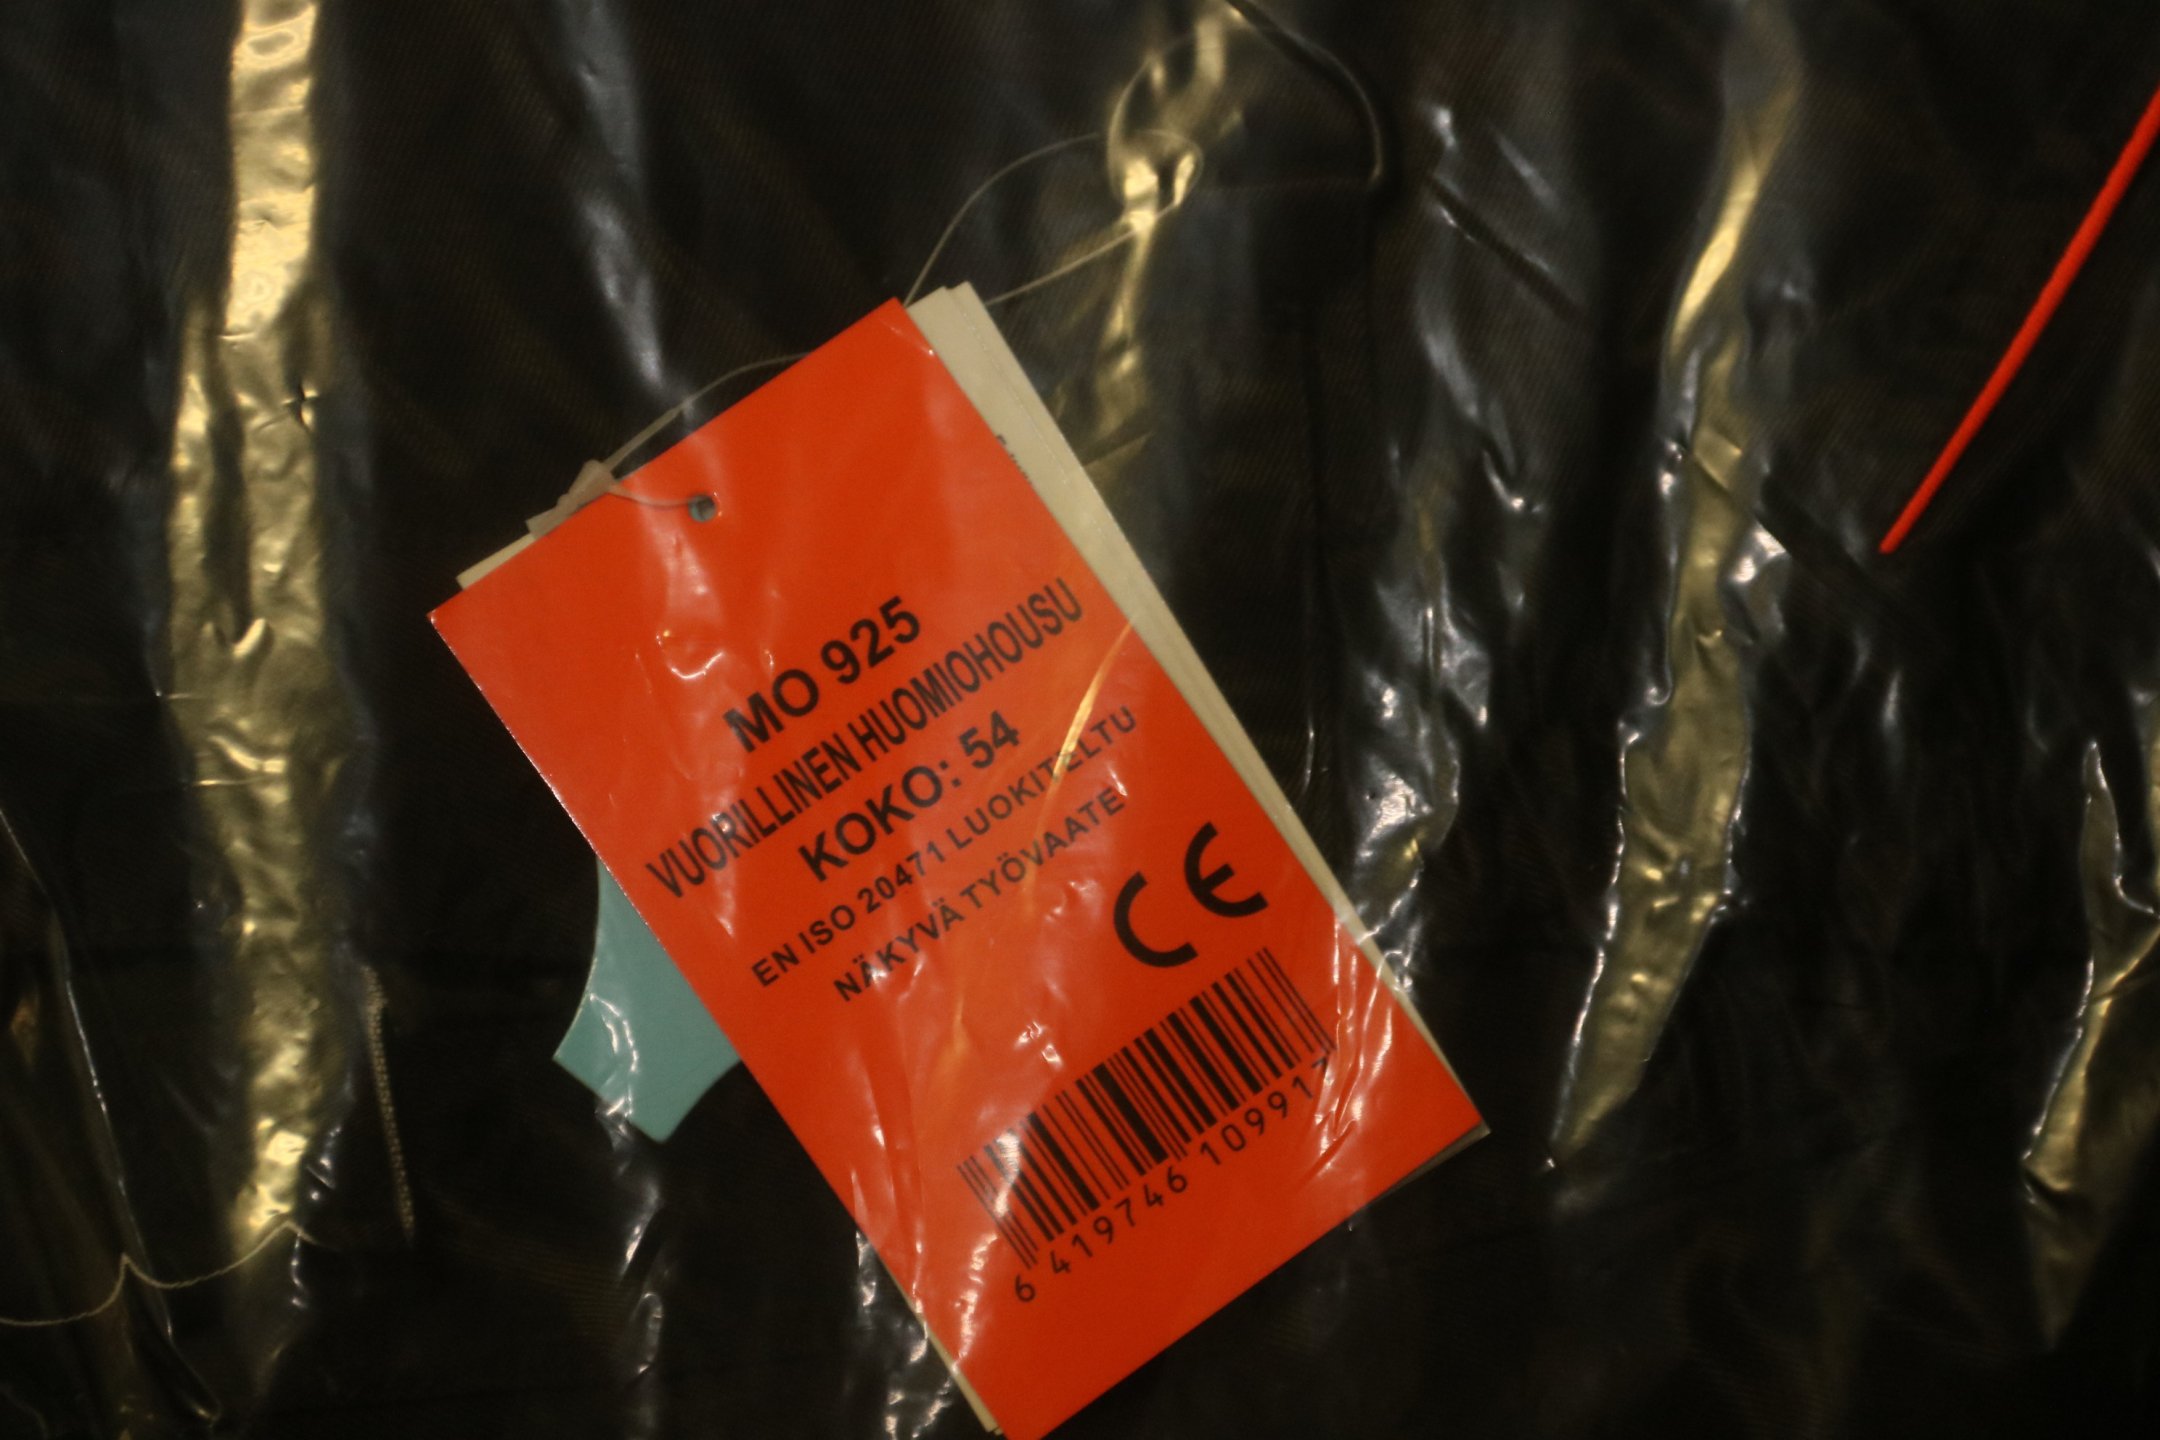 MO 925
VUORILLINEN HUOMIOHOUSU
KOKO: 54
EN ISO 20471 LUOKITELTU
NÄKYVÄ TYÖVAATE
CE
6 419746 109917